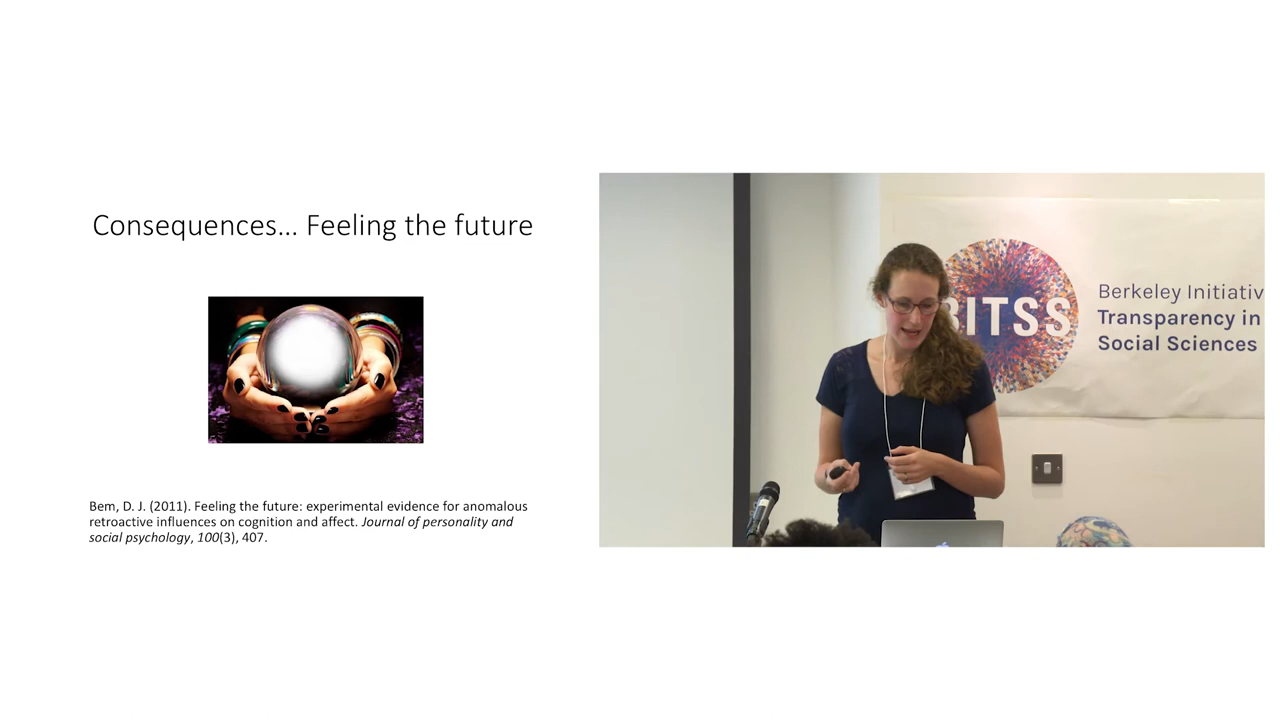 Consequences... Feeling the future
Bem, D. J. (2011). Feeling the future: experimental evidence for anomalous
retroactive influences on cognition and affect. Journal of personality and
social psychology, 100(3), 407.
BITSS
Berkeley Initiativ
Transparency in
Social Sciences